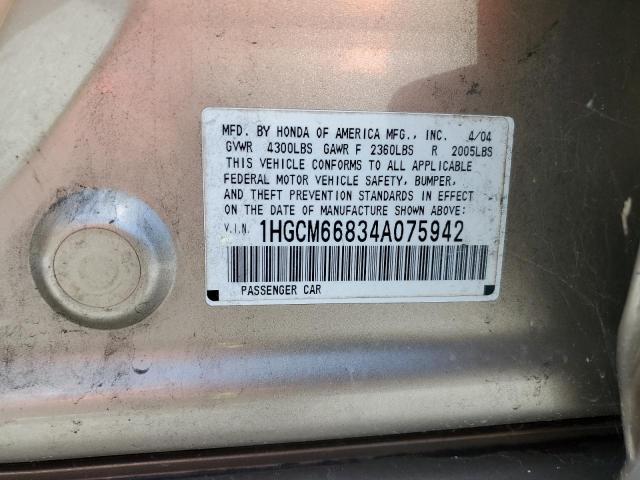 MFD. BY HONDA OF AMERICA MFG., INC. 4/04
GVWR 4300LBS GAWR F 2360LBS R 2005LBS
THIS VEHICLE CONFORMS TO ALL APPLICABLE
FEDERAL MOTOR VEHICLE SAFETY, BUMPER,
AND THEFT PREVENTION STANDARDS IN EFFECT
ON THE DATE OF MANUFACTURE SHOWN ABOVE:
V.I.N. 1HGCM66834A075942
PASSENGER CAR